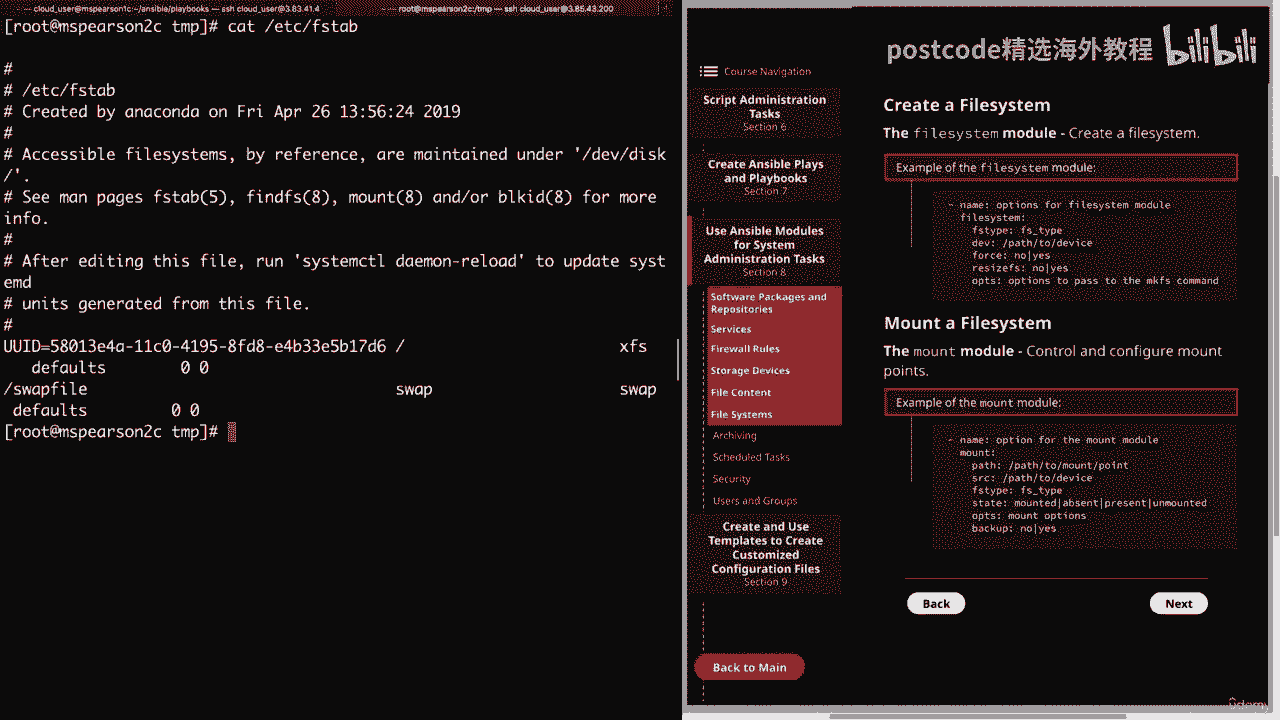 cloud_user@mspearson1c:~/ansible/playbooks — ssh cloud_user@3.83.41.4
root@mspearson2c:/tmp — ssh cloud_user@3.85.43.200
[root@mspearson2c tmp]# cat /etc/fstab
#
# /etc/fstab
# Created by anaconda on Fri Apr 26 13:56:24 2019
#
# Accessible filesystems, by reference, are maintained under '/dev/disk
/'.
# See man pages fstab(5), findfs(8), mount(8) and/or blkid(8) for more
info.
#
# After editing this file, run 'systemctl daemon-reload' to update syst
emd
# units generated from this file.
#
UUID=58013e4a-11c0-4195-8fd8-e4b33e5b17d6 / xfs
defaults 0 0
/swapfile swap swap
defaults 0 0
[root@mspearson2c tmp]#
postcode精选海外教程 bilibili
Course Navigation
Script Administration
Tasks
Section 6
Create Ansible Plays
and Playbooks
Section 7
Use Ansible Modules
for System
Administration Tasks
Section 8
Software Packages and
Repositories
Services
Firewall Rules
Storage Devices
File Content
File Systems
Archiving
Scheduled Tasks
Security
Users and Groups
Create and Use
Templates to Create
Customized
Configuration Files
Section 9
Back to Main
Create a Filesystem
The filesystem module - Create a filesystem.
Example of the filesystem module:
- name: options for filesystem module
filesystem:
fstype: fs_type
dev: /path/to/device
force: no|yes
resizefs: no|yes
opts: options to pass to the mkfs command
Mount a Filesystem
The mount module - Control and configure mount
points.
Example of the mount module:
- name: option for the mount module
mount:
path: /path/to/mount/point
src: /path/to/device
fstype: fs_type
state: mounted|absent|present|unmounted
opts: mount options
backup: no|yes
Back
Next
ûdemy